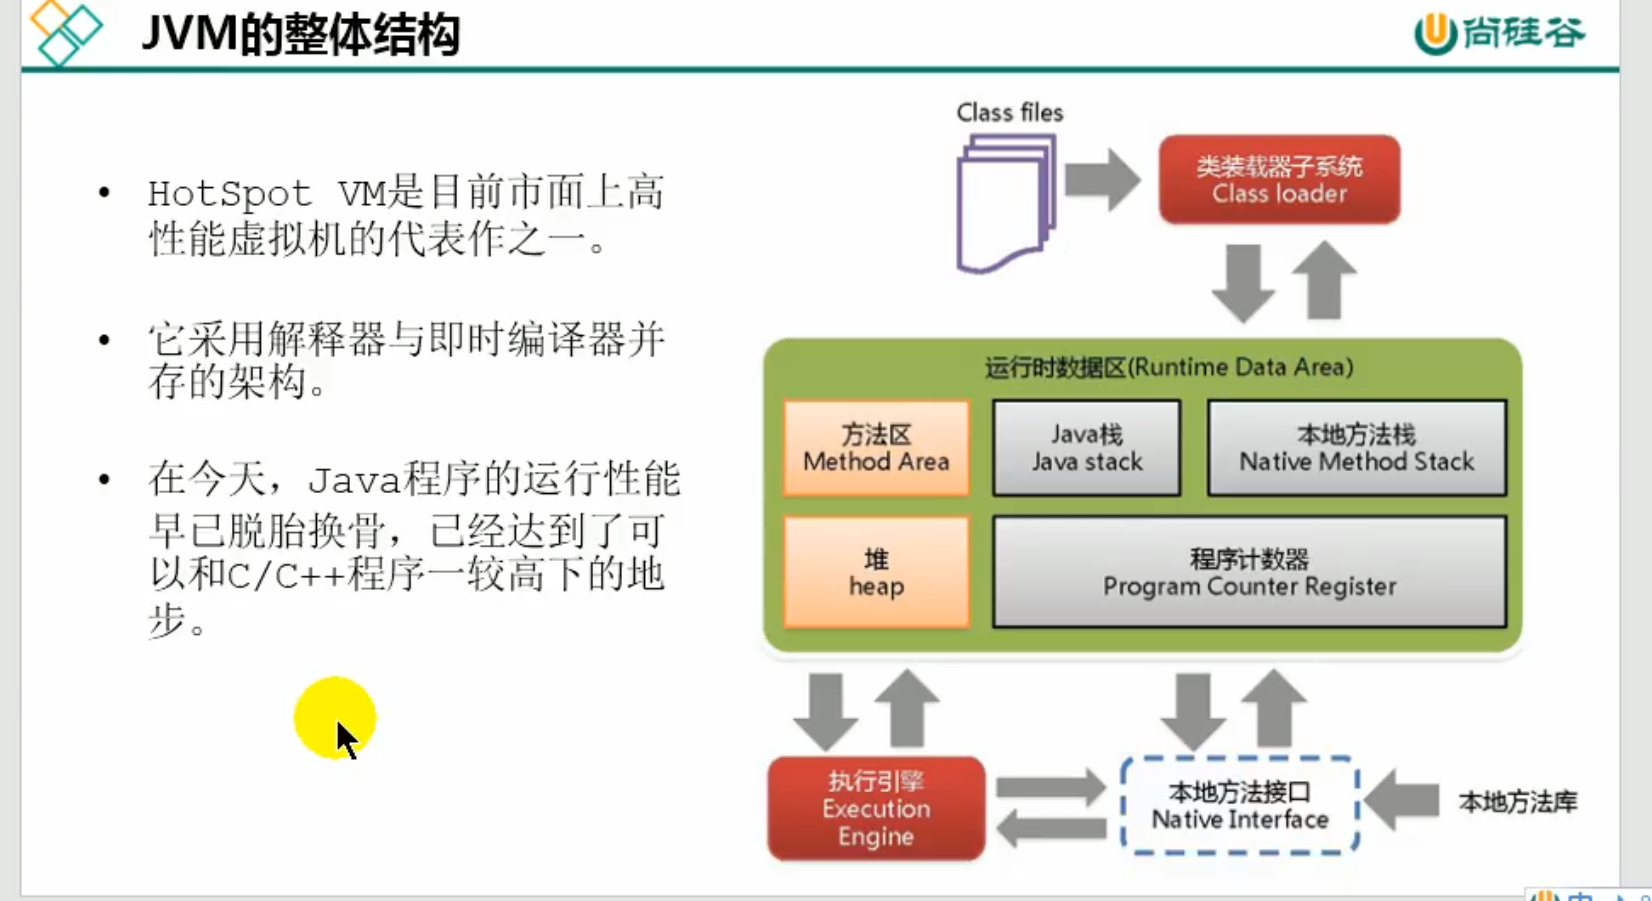 JVM的整体结构
尚硅谷
• HotSpot VM是目前市面上高
性能虚拟机的代表作之一。
• 它采用解释器与即时编译器并
存的架构。
• 在今天，Java程序的运行性能
早已脱胎换骨，已经达到了可
以和C/C++程序一较高下的地
步。
Class files
类装载器子系统
Class loader
运行时数据区(Runtime Data Area)
方法区
Method Area
Java栈
Java stack
本地方法栈
Native Method Stack
堆
heap
程序计数器
Program Counter Register
执行引擎
Execution
Engine
本地方法接口
Native Interface
本地方法库